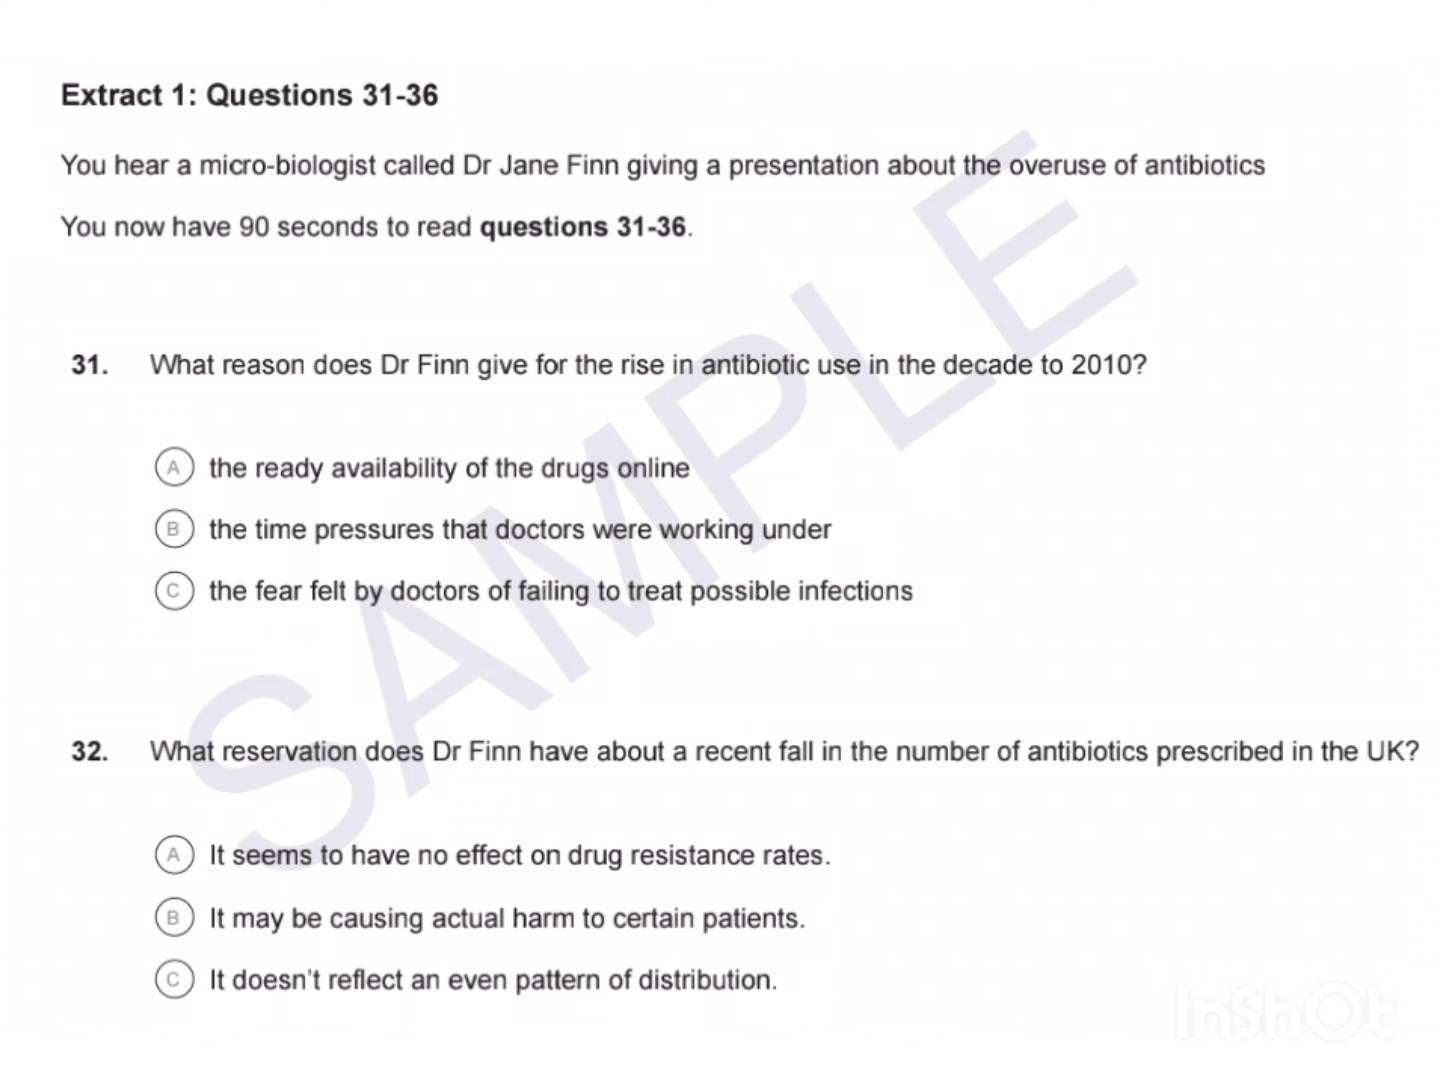 Extract 1: Questions 31-36
You hear a micro-biologist called Dr Jane Finn giving a presentation about the overuse of antibiotics
You now have 90 seconds to read questions 31-36.
31. What reason does Dr Finn give for the rise in antibiotic use in the decade to 2010?
A the ready availability of the drugs online
B the time pressures that doctors were working under
C the fear felt by doctors of failing to treat possible infections
32. What reservation does Dr Finn have about a recent fall in the number of antibiotics prescribed in the UK?
A It seems to have no effect on drug resistance rates.
B It may be causing actual harm to certain patients.
C It doesn't reflect an even pattern of distribution.
SAMPLE
InShOt